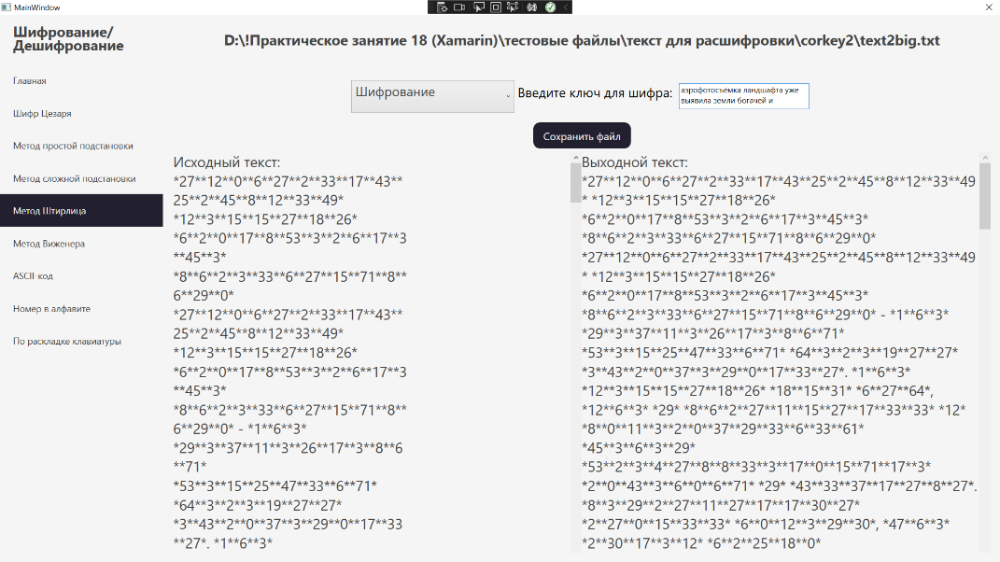 MainWindow
Шифрование/
Дешифрование
Главная
Шифр Цезаря
Метод простой подстановки
Метод сложной подстановки
Метод Штирлица
Метод Виженера
ASCII-код
Номер в алфавите
По раскладке клавиатуры
D:\!Практическое занятие 18 (Xamarin)\тестовые файлы\текст для расшифровки\corkey2\text2big.txt
Шифрование
Введите ключ для шифра:
аэрофотосъёмка ландшафта уже
выявила земли богачей и
Сохранить файл
Исходный текст:
*27**12**0**6**27**2**33**17**43**
25**2**45**8**12**33**49*
*12**3**15**15**27**18**26*
*6**2**0**17**8**53**3**2**6**17**3
**45**3*
*8**6**2**3**33**6**27**15**71**8**
6**29**0*
*27**12**0**6**27**2**33**17**43**
25**2**45**8**12**33**49*
*12**3**15**15**27**18**26*
*6**2**0**17**8**53**3**2**6**17**3
**45**3*
*8**6**2**3**33**6**27**15**71**8**
6**29**0* - *1**6**3*
*29**3**37**11**3**26**17**3**8**6
**71*
*53**3**15**25**47**33**6**71*
*64**3**2**3**19**27**27*
*3**43**2**0**37**3**29**0**17**33
**27*. *1**6**3*
Выходной текст:
*27**12**0**6**27**2**33**17**43**25**2**45**8**12**33**49
* *12**3**15**15**27**18**26*
*6**2**0**17**8**53**3**2**6**17**3**45**3*
*8**6**2**3**33**6**27**15**71**8**6**29**0*
*27**12**0**6**27**2**33**17**43**25**2**45**8**12**33**49
* *12**3**15**15**27**18**26*
*6**2**0**17**8**53**3**2**6**17**3**45**3*
*8**6**2**3**33**6**27**15**71**8**6**29**0* - *1**6**3*
*29**3**37**11**3**26**17**3**8**6**71*
*53**3**15**25**47**33**6**71* *64**3**2**3**19**27**27*
*3**43**2**0**37**3**29**0**17**33**27*. *1**6**3*
*12**3**15**15**27**18**26* *18**15**31* *6**27**64*,
*12**6**3* *29* *8**6**2**27**11**15**27**17**33**33* *12*
*8**0**11**3**2**0**37**29**33**6**33**61*
*45**3**6**3**29*
*53**2**3**4**27**8**8**33**3**17**0**15**71**17**3*
*2**0**43**3**6**0**6**71* *29* *43**33**37**17**27**8**27*.
*8**3**29**2**27**11**27**17**17**30**27*
*2**27**0**15**33**33* *6**0**12**3**29**30*, *47**6**3*
*2**30**17**3**12* *6**2**25**18**0*